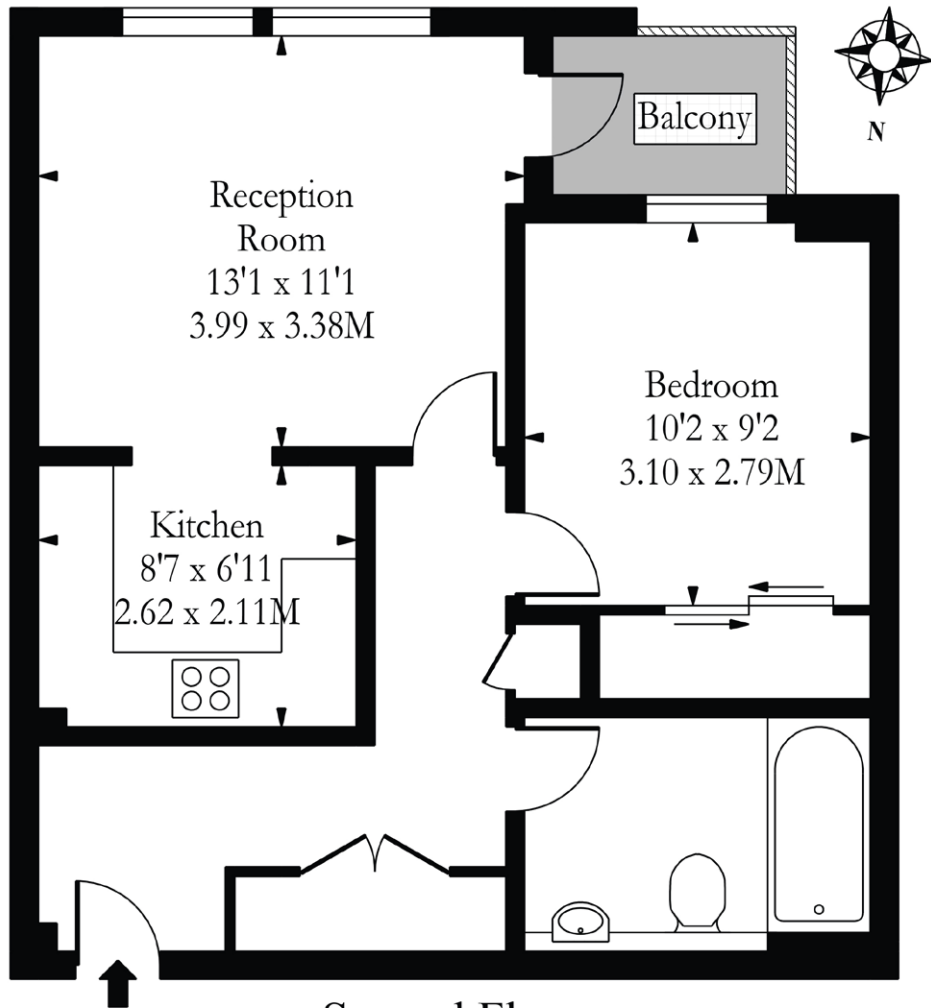 Balcony
N
Reception
Room
13'1 x 11'1
3.99 x 3.38M
Bedroom
10'2 x 9'2
3.10 x 2.79M
Kitchen
8'7 x 6'11
2.62 x 2.11M